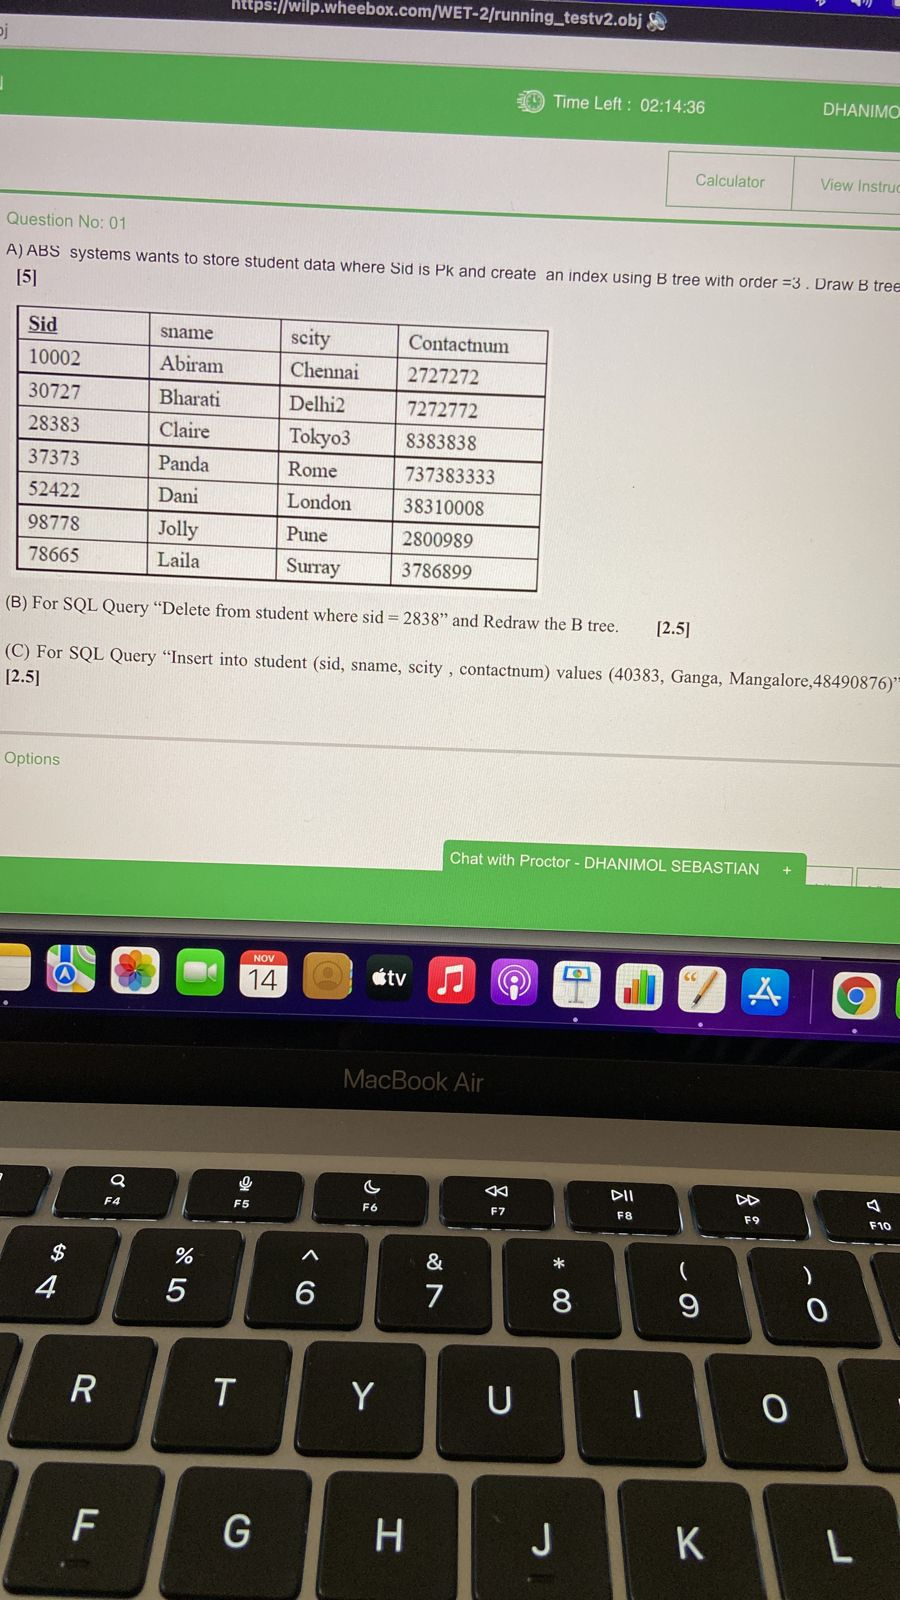 https://wilp.wheebox.com/WET-2/running_testv2.obj
Time Left : 02:14:36
DHANIMO
Calculator
View Instruc
Question No: 01
A) ABS systems wants to store student data where Sid is Pk and create an index using B tree with order =3 . Draw B tree
[5]
Sid sname scity Contactnum
10002 Abiram Chennai 2727272
30727 Bharati Delhi2 7272772
28383 Claire Tokyo3 8383838
37373 Panda Rome 737383333
52422 Dani London 38310008
98778 Jolly Pune 2800989
78665 Laila Surray 3786899
(B) For SQL Query “Delete from student where sid = 2838” and Redraw the B tree. [2.5]
(C) For SQL Query “Insert into student (sid, sname, scity , contactnum) values (40383, Ganga, Mangalore,48490876)”
[2.5]
Options
Chat with Proctor - DHANIMOL SEBASTIAN +
NOV
14
tv
MacBook Air
F4 F5 F6 F7 F8 F9 F10
$ % ^ & * ( )
4 5 6 7 8 9 0
R T Y U I O
F G H J K L